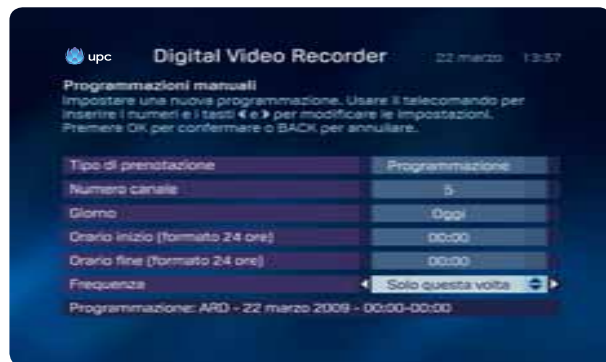 upc Digital Video Recorder 22 marzo 13:57
Programmazioni manuali
Impostare una nuova programmazione. Usare il telecomando per
inserire i numeri e i tasti e per modificare le impostazioni.
Premere OK per confermare o BACK per annullare.
Tipo di prenotazione Programmazione
Numero canale 5
Giorno Oggi
Orario inizio (formato 24 ore) 00:00
Orario fine (formato 24 ore) 00:00
Frequenza Solo questa volta
Programmazione: ARD - 22 marzo 2009 - 00:00-00:00